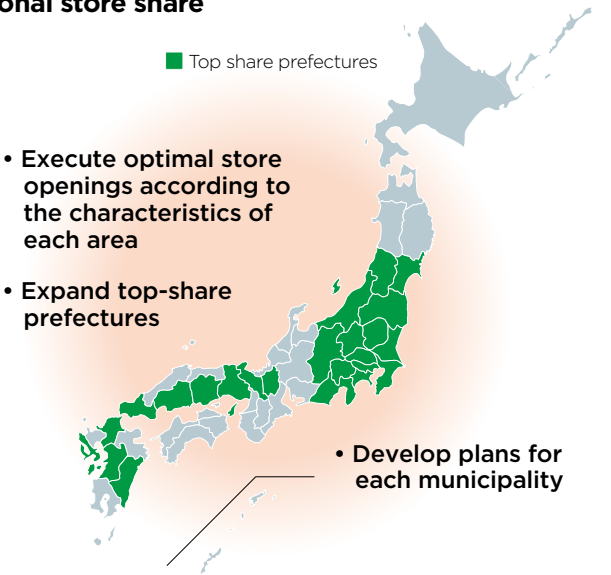 store share
Top share prefectures
• Execute optimal store
openings according to
the characteristics of
each area
• Expand top-share
prefectures
• Develop plans for
each municipality